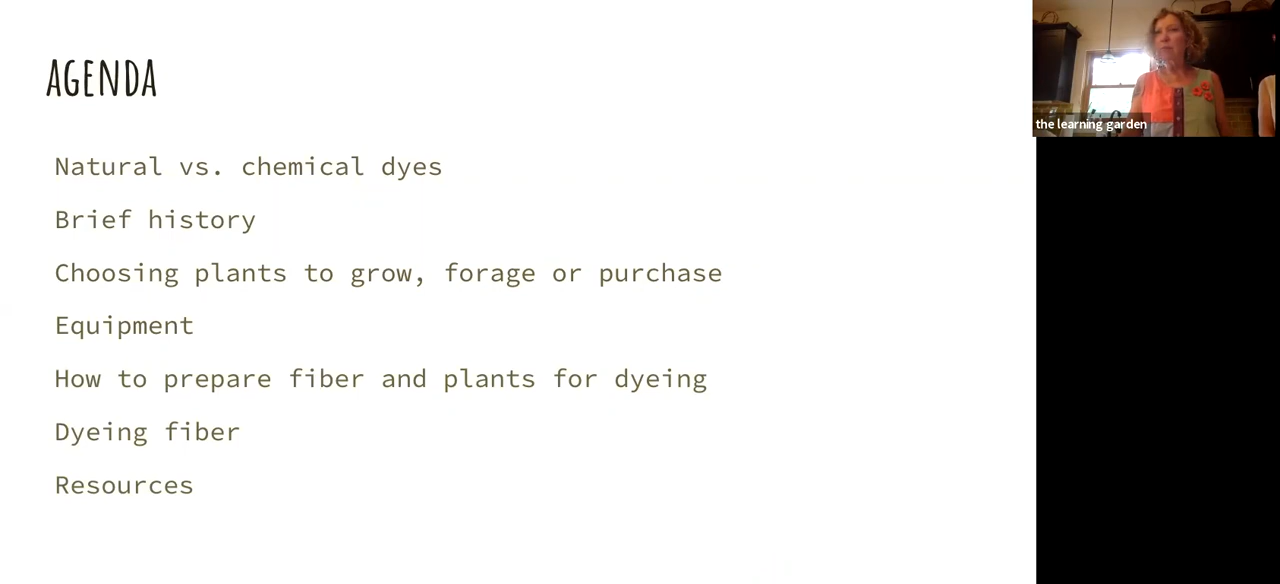 AGENDA
Natural vs. chemical dyes
Brief history
Choosing plants to grow, forage or purchase
Equipment
How to prepare fiber and plants for dyeing
Dyeing fiber
Resources
the learning garden